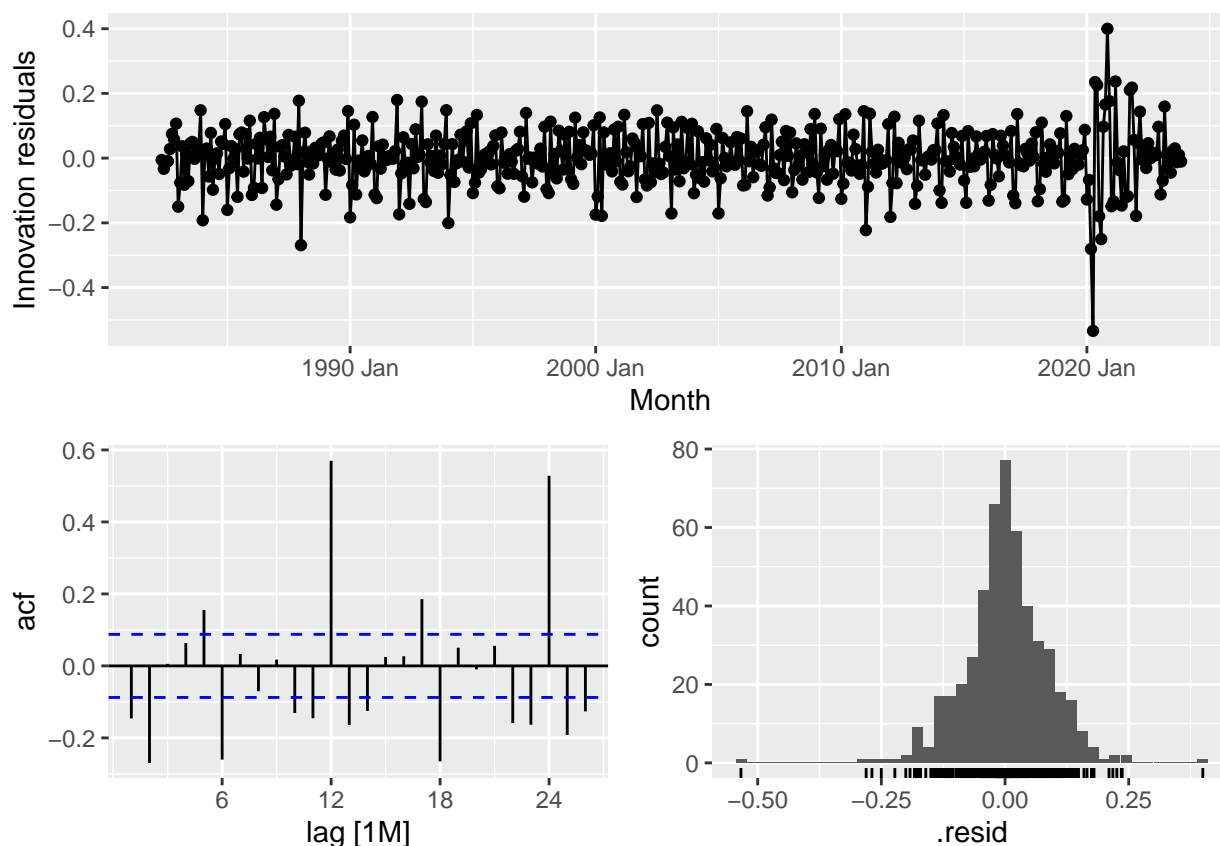 Innovation residuals
0.4
0.2
0.0
−0.2
−0.4
1990 Jan
2000 Jan
2010 Jan
2020 Jan
Month
acf
0.6
0.4
0.2
0.0
−0.2
6
12
18
24
lag [1M]
count
80
60
40
20
0
−0.50
−0.25
0.00
0.25
.resid